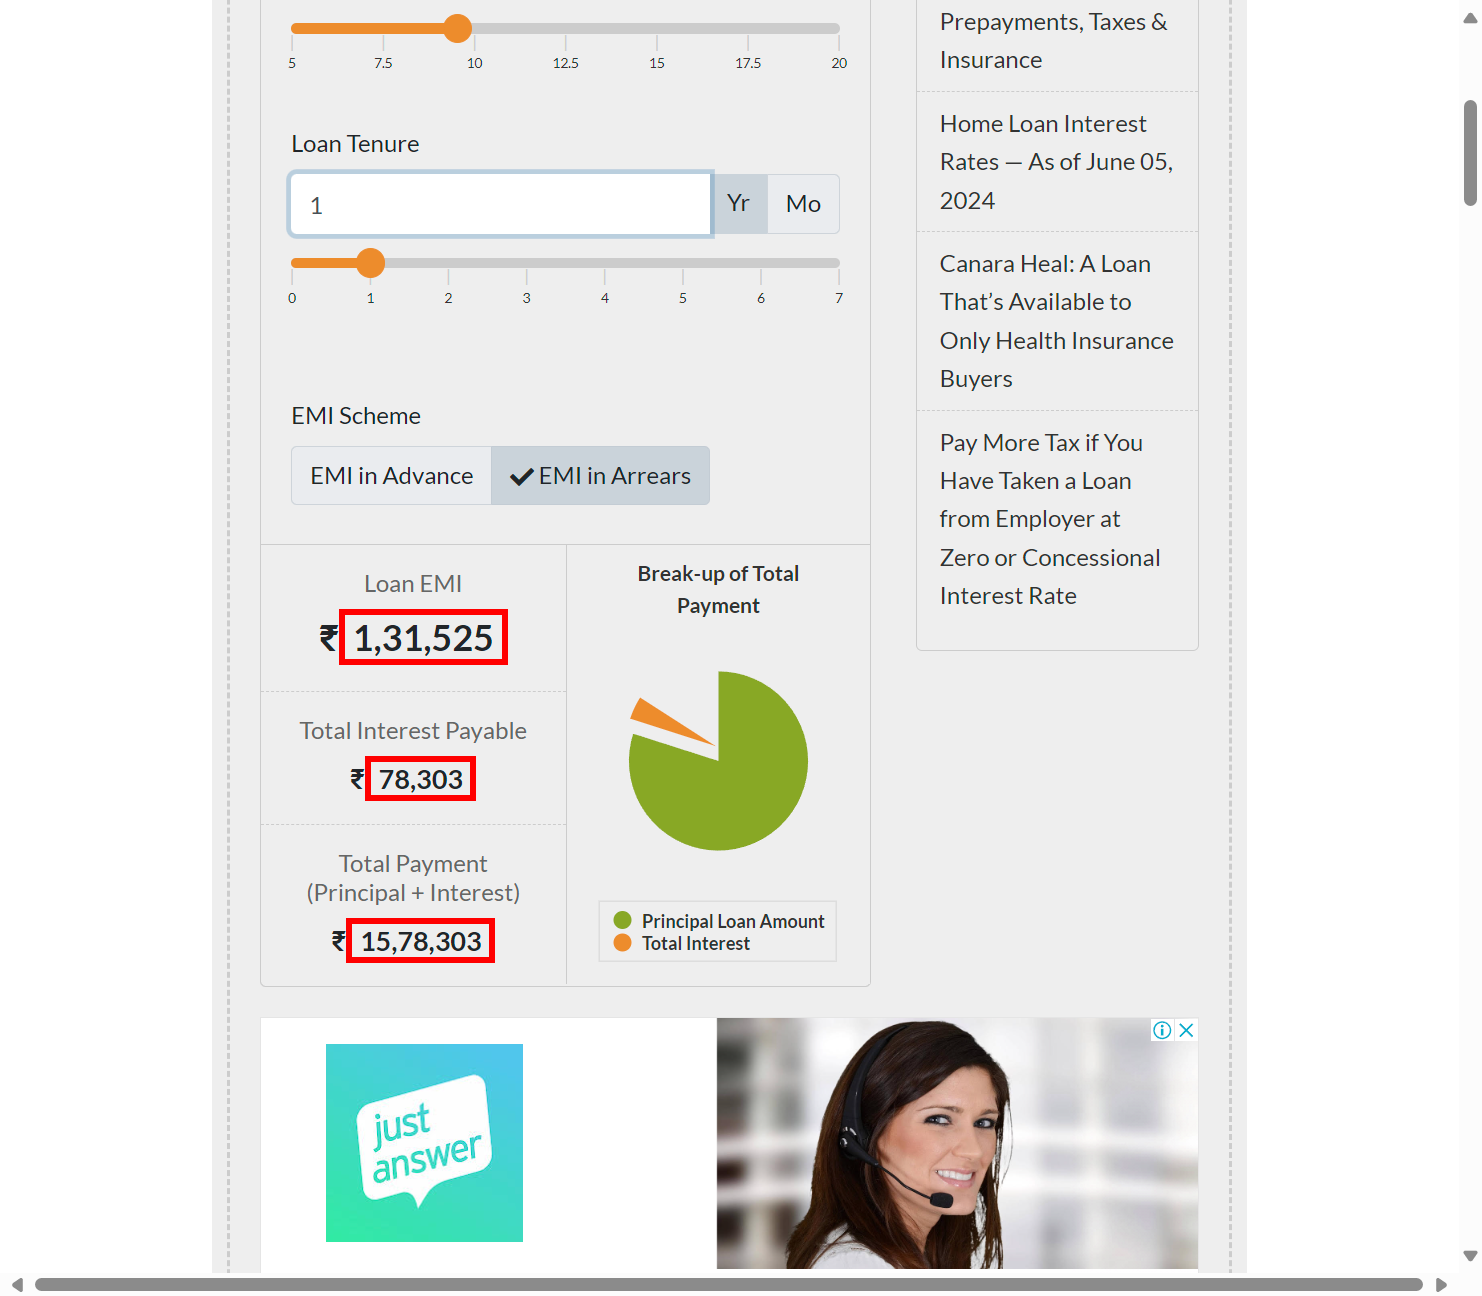 5 7.5 10 12.5 15 17.5 20
Loan Tenure
1 Yr Mo
0 1 2 3 4 5 6 7
EMI Scheme
EMI in Advance EMI in Arrears
Loan EMI
₹ 1,31,525
Total Interest Payable
₹ 78,303
Total Payment
(Principal + Interest)
₹ 15,78,303
Break-up of Total
Payment
Principal Loan Amount
Total Interest
Prepayments, Taxes &
Insurance
Home Loan Interest
Rates — As of June 05,
2024
Canara Heal: A Loan
That’s Available to
Only Health Insurance
Buyers
Pay More Tax if You
Have Taken a Loan
from Employer at
Zero or Concessional
Interest Rate
just
answer